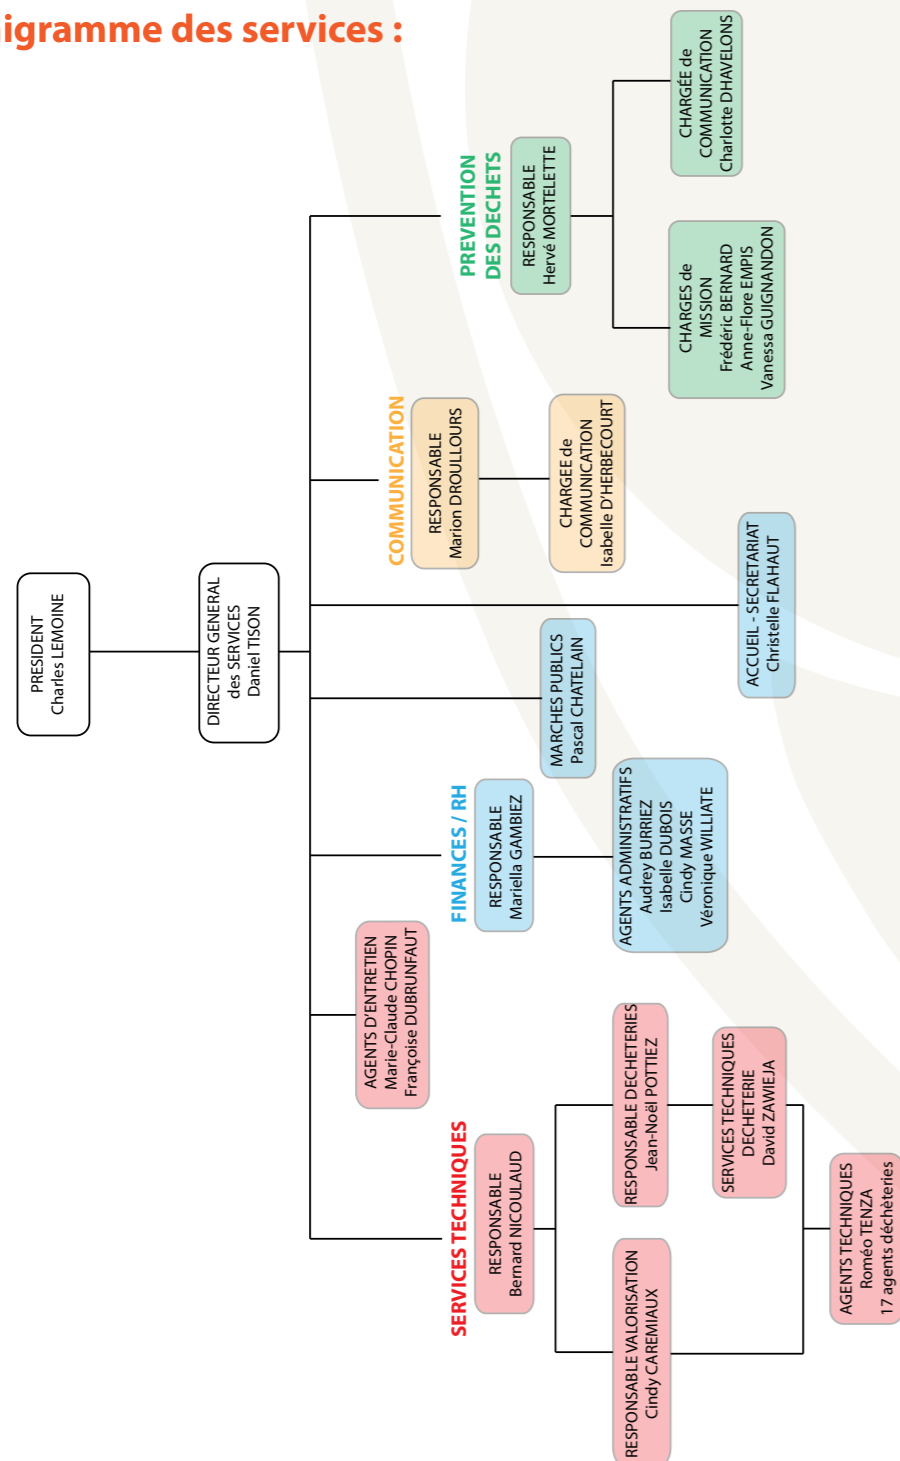 igramme des services :
PRESIDENT
Charles LEMOINE
DIRECTEUR GENERAL
des SERVICES
Daniel TISON
SERVICES TECHNIQUES
RESPONSABLE
Bernard NICOULAUD
RESPONSABLE VALORISATION
Cindy CAREMIAUX
RESPONSABLE DECHETERIES
Jean-Noël POTTIEZ
SERVICES TECHNIQUES
DECHETERIE
David ZAWIEJA
AGENTS TECHNIQUES
Roméo TENZA
17 agents déchèteries
AGENTS D'ENTRETIEN
Marie-Claude CHOPIN
Françoise DUBRUNFAUT
FINANCES / RH
RESPONSABLE
Mariella GAMBIEZ
AGENTS ADMINISTRATIFS
Audrey BURRIEZ
Isabelle DUBOIS
Cindy MASSE
Véronique WILLIATE
MARCHES PUBLICS
Pascal CHATELAIN
ACCUEIL - SECRETARIAT
Christelle FLAHAUT
COMMUNICATION
RESPONSABLE
Marion DROULLOURS
CHARGEE de
COMMUNICATION
Isabelle D'HERBECOURT
PREVENTION
DES DECHETS
RESPONSABLE
Hervé MORTELETTE
CHARGES de
MISSION
Frédéric BERNARD
Anne-Flore EMPIS
Vanessa GUIGNANDON
CHARGÉE de
COMMUNICATION
Charlotte DHAVELONS